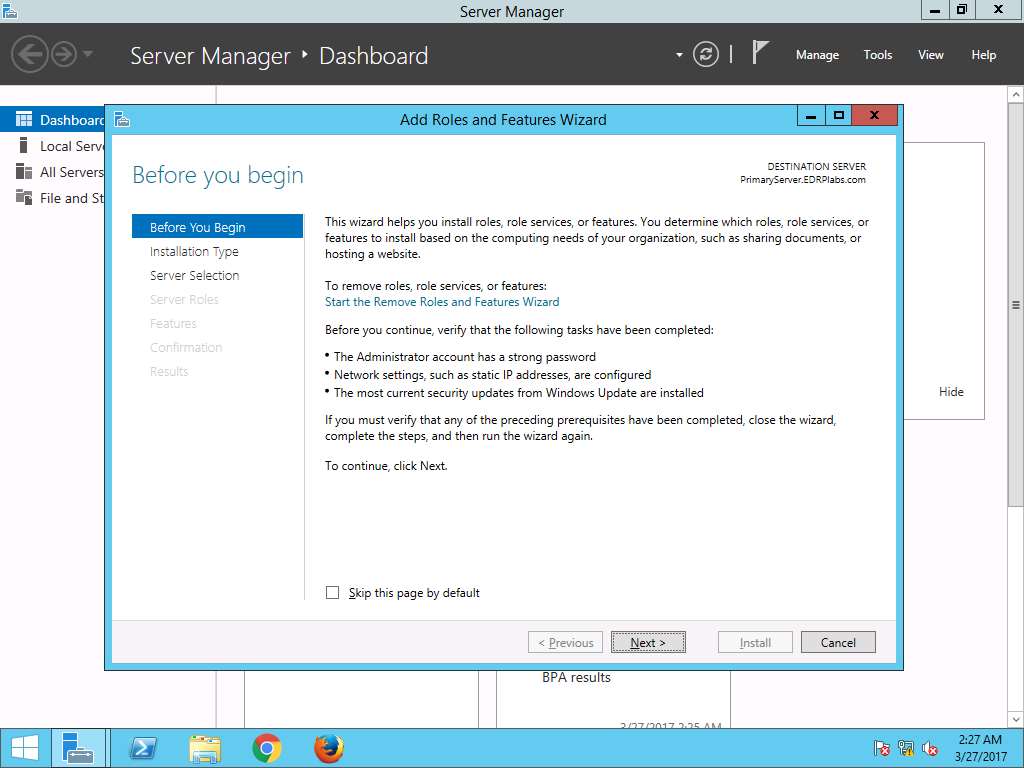 Server Manager
Server Manager ‣ Dashboard
Manage Tools View Help
Dashboard
Local Serv
All Servers
File and St
Add Roles and Features Wizard
Before you begin
DESTINATION SERVER
PrimaryServer.EDRPlabs.com
Before You Begin
Installation Type
Server Selection
Server Roles
Features
Confirmation
Results
This wizard helps you install roles, role services, or features. You determine which roles, role services, or
features to install based on the computing needs of your organization, such as sharing documents, or
hosting a website.
To remove roles, role services, or features:
Start the Remove Roles and Features Wizard
Before you continue, verify that the following tasks have been completed:
• The Administrator account has a strong password
• Network settings, such as static IP addresses, are configured
• The most current security updates from Windows Update are installed
If you must verify that any of the preceding prerequisites have been completed, close the wizard,
complete the steps, and then run the wizard again.
To continue, click Next.
Skip this page by default
< Previous
Next >
Install
Cancel
Hide
BPA results
3/27/2017 2:25 AM
2:27 AM
3/27/2017